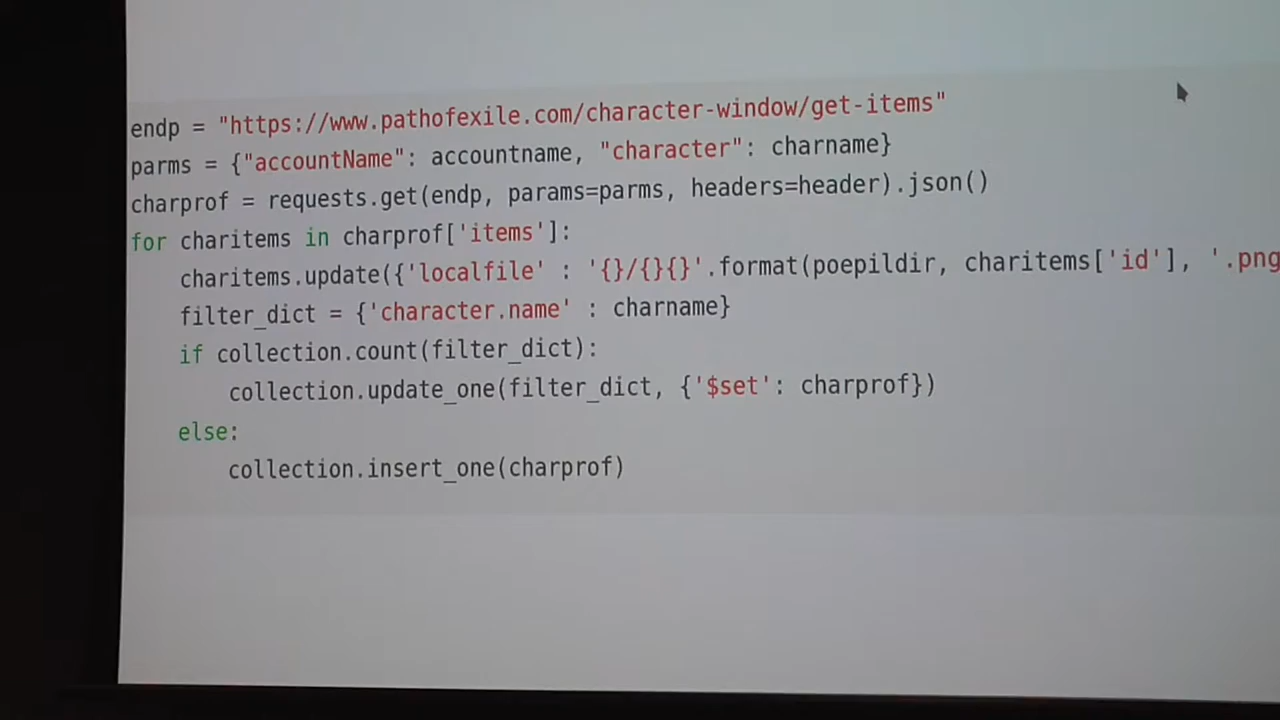 endp = "https://www.pathofexile.com/character-window/get-items"
parms = {"accountName": accountname, "character": charname}
charprof = requests.get(endp, params=parms, headers=header).json()
for charitems in charprof['items']:
    charitems.update({'localfile' : '{}/{}{}'.format(poepildir, charitems['id'], '.png
    filter_dict = {'character.name' : charname}
    if collection.count(filter_dict):
        collection.update_one(filter_dict, {'$set': charprof})
    else:
        collection.insert_one(charprof)